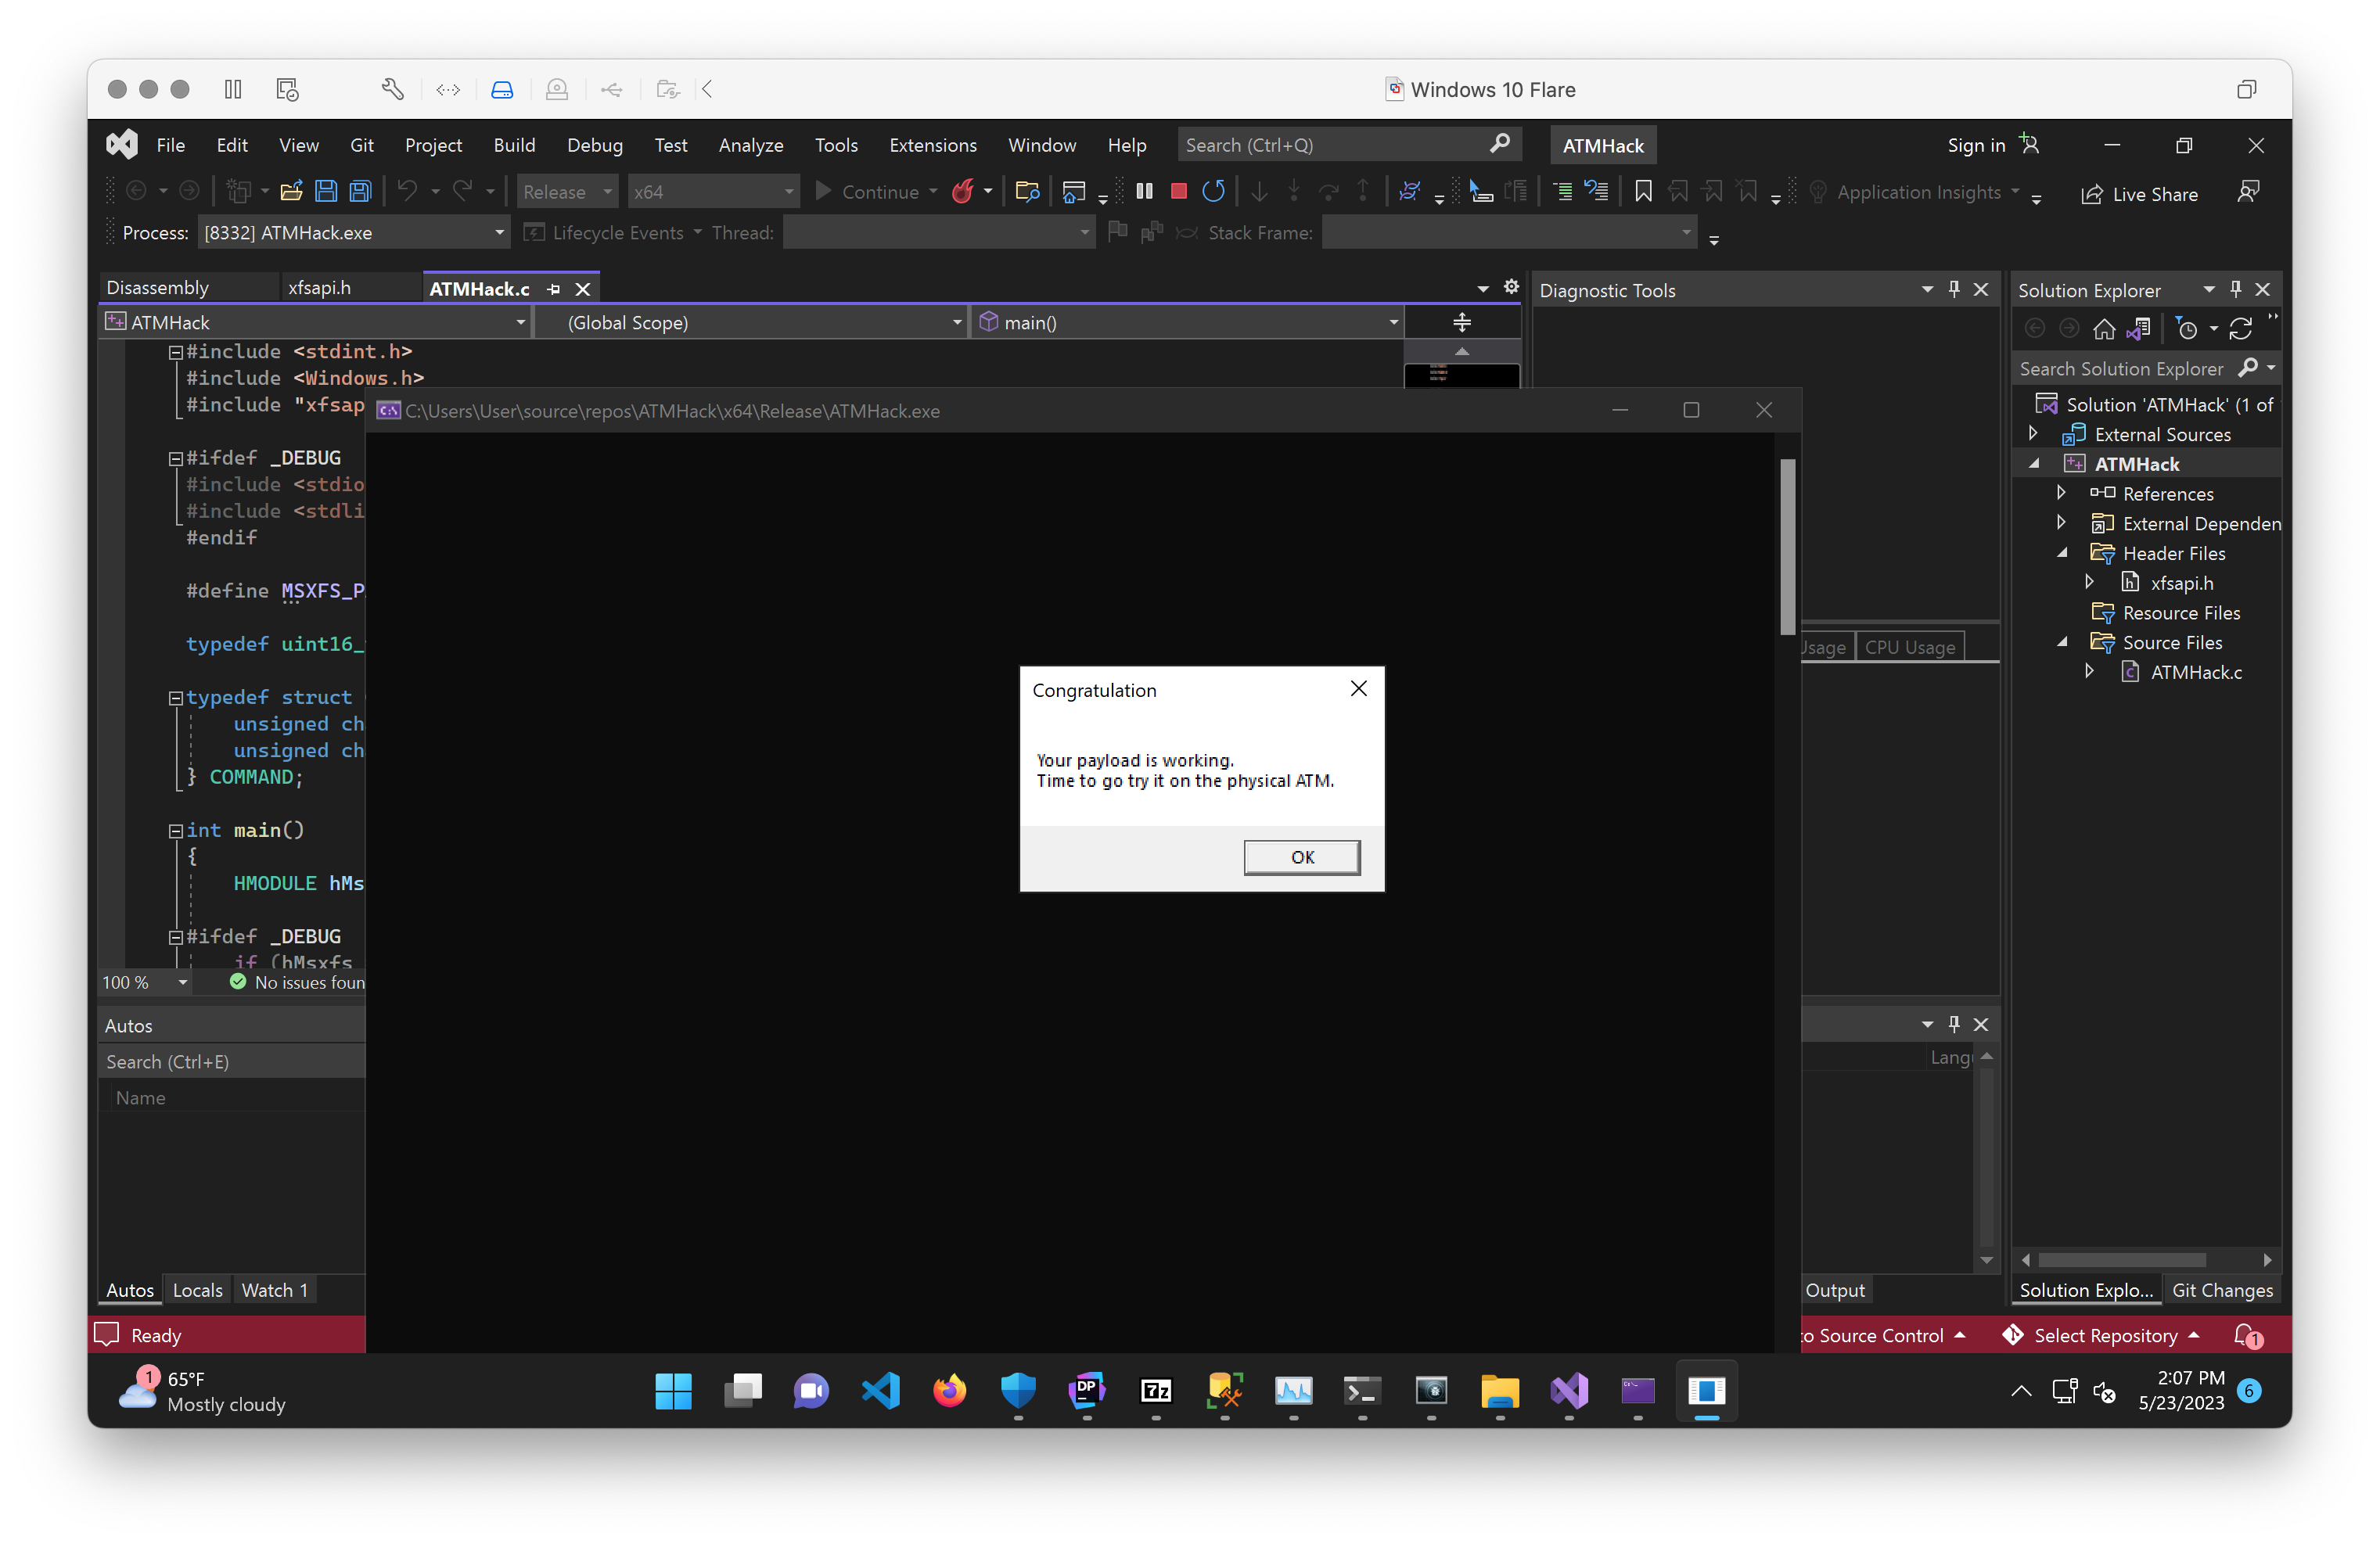 Windows 10 Flare
File Edit View Git Project Build Debug Test Analyze Tools Extensions Window Help Search (Ctrl+Q) ATMHack Sign in
Release x64 Continue Application Insights Live Share
Process: [8332] ATMHack.exe Lifecycle Events Thread: Stack Frame:
Disassembly xfsapi.h ATMHack.c
ATMHack (Global Scope) main()
#include <stdint.h>
#include <Windows.h>
#include "xfsap
#ifdef _DEBUG
#include <stdio
#include <stdli
#endif
#define MSXFS_P
typedef uint16_
typedef struct
unsigned ch
unsigned ch
} COMMAND;
int main()
{
HMODULE hMs
#ifdef _DEBUG
if (hMsxfs
100 % No issues foun
C:\Users\User\source\repos\ATMHack\x64\Release\ATMHack.exe
Congratulation
Your payload is working.
Time to go try it on the physical ATM.
OK
Diagnostic Tools
Usage CPU Usage
Solution Explorer
Search Solution Explorer
Solution 'ATMHack' (1 of
External Sources
ATMHack
References
External Dependen
Header Files
xfsapi.h
Resource Files
Source Files
ATMHack.c
Autos
Search (Ctrl+E)
Name
Lang
Autos Locals Watch 1
Output
Solution Explo... Git Changes
Ready
to Source Control Select Repository 1
1 65°F
Mostly cloudy
DP
7z
2:07 PM
5/23/2023
6